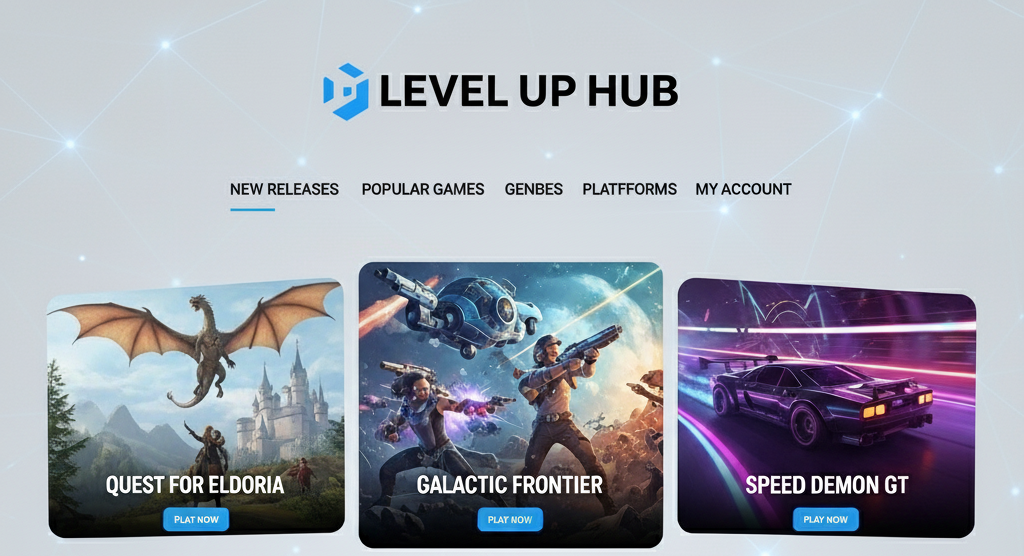 LEVEL UP HUB
NEW RELEASES POPULAR GAMES GENBES PLATFFORMS MY ACCOUNT
QUEST FOR ELDORIA
PLAT NOW
GALACTIC FRONTIER
PLAY NOW
SPEED DEMON GT
PLAY NOW